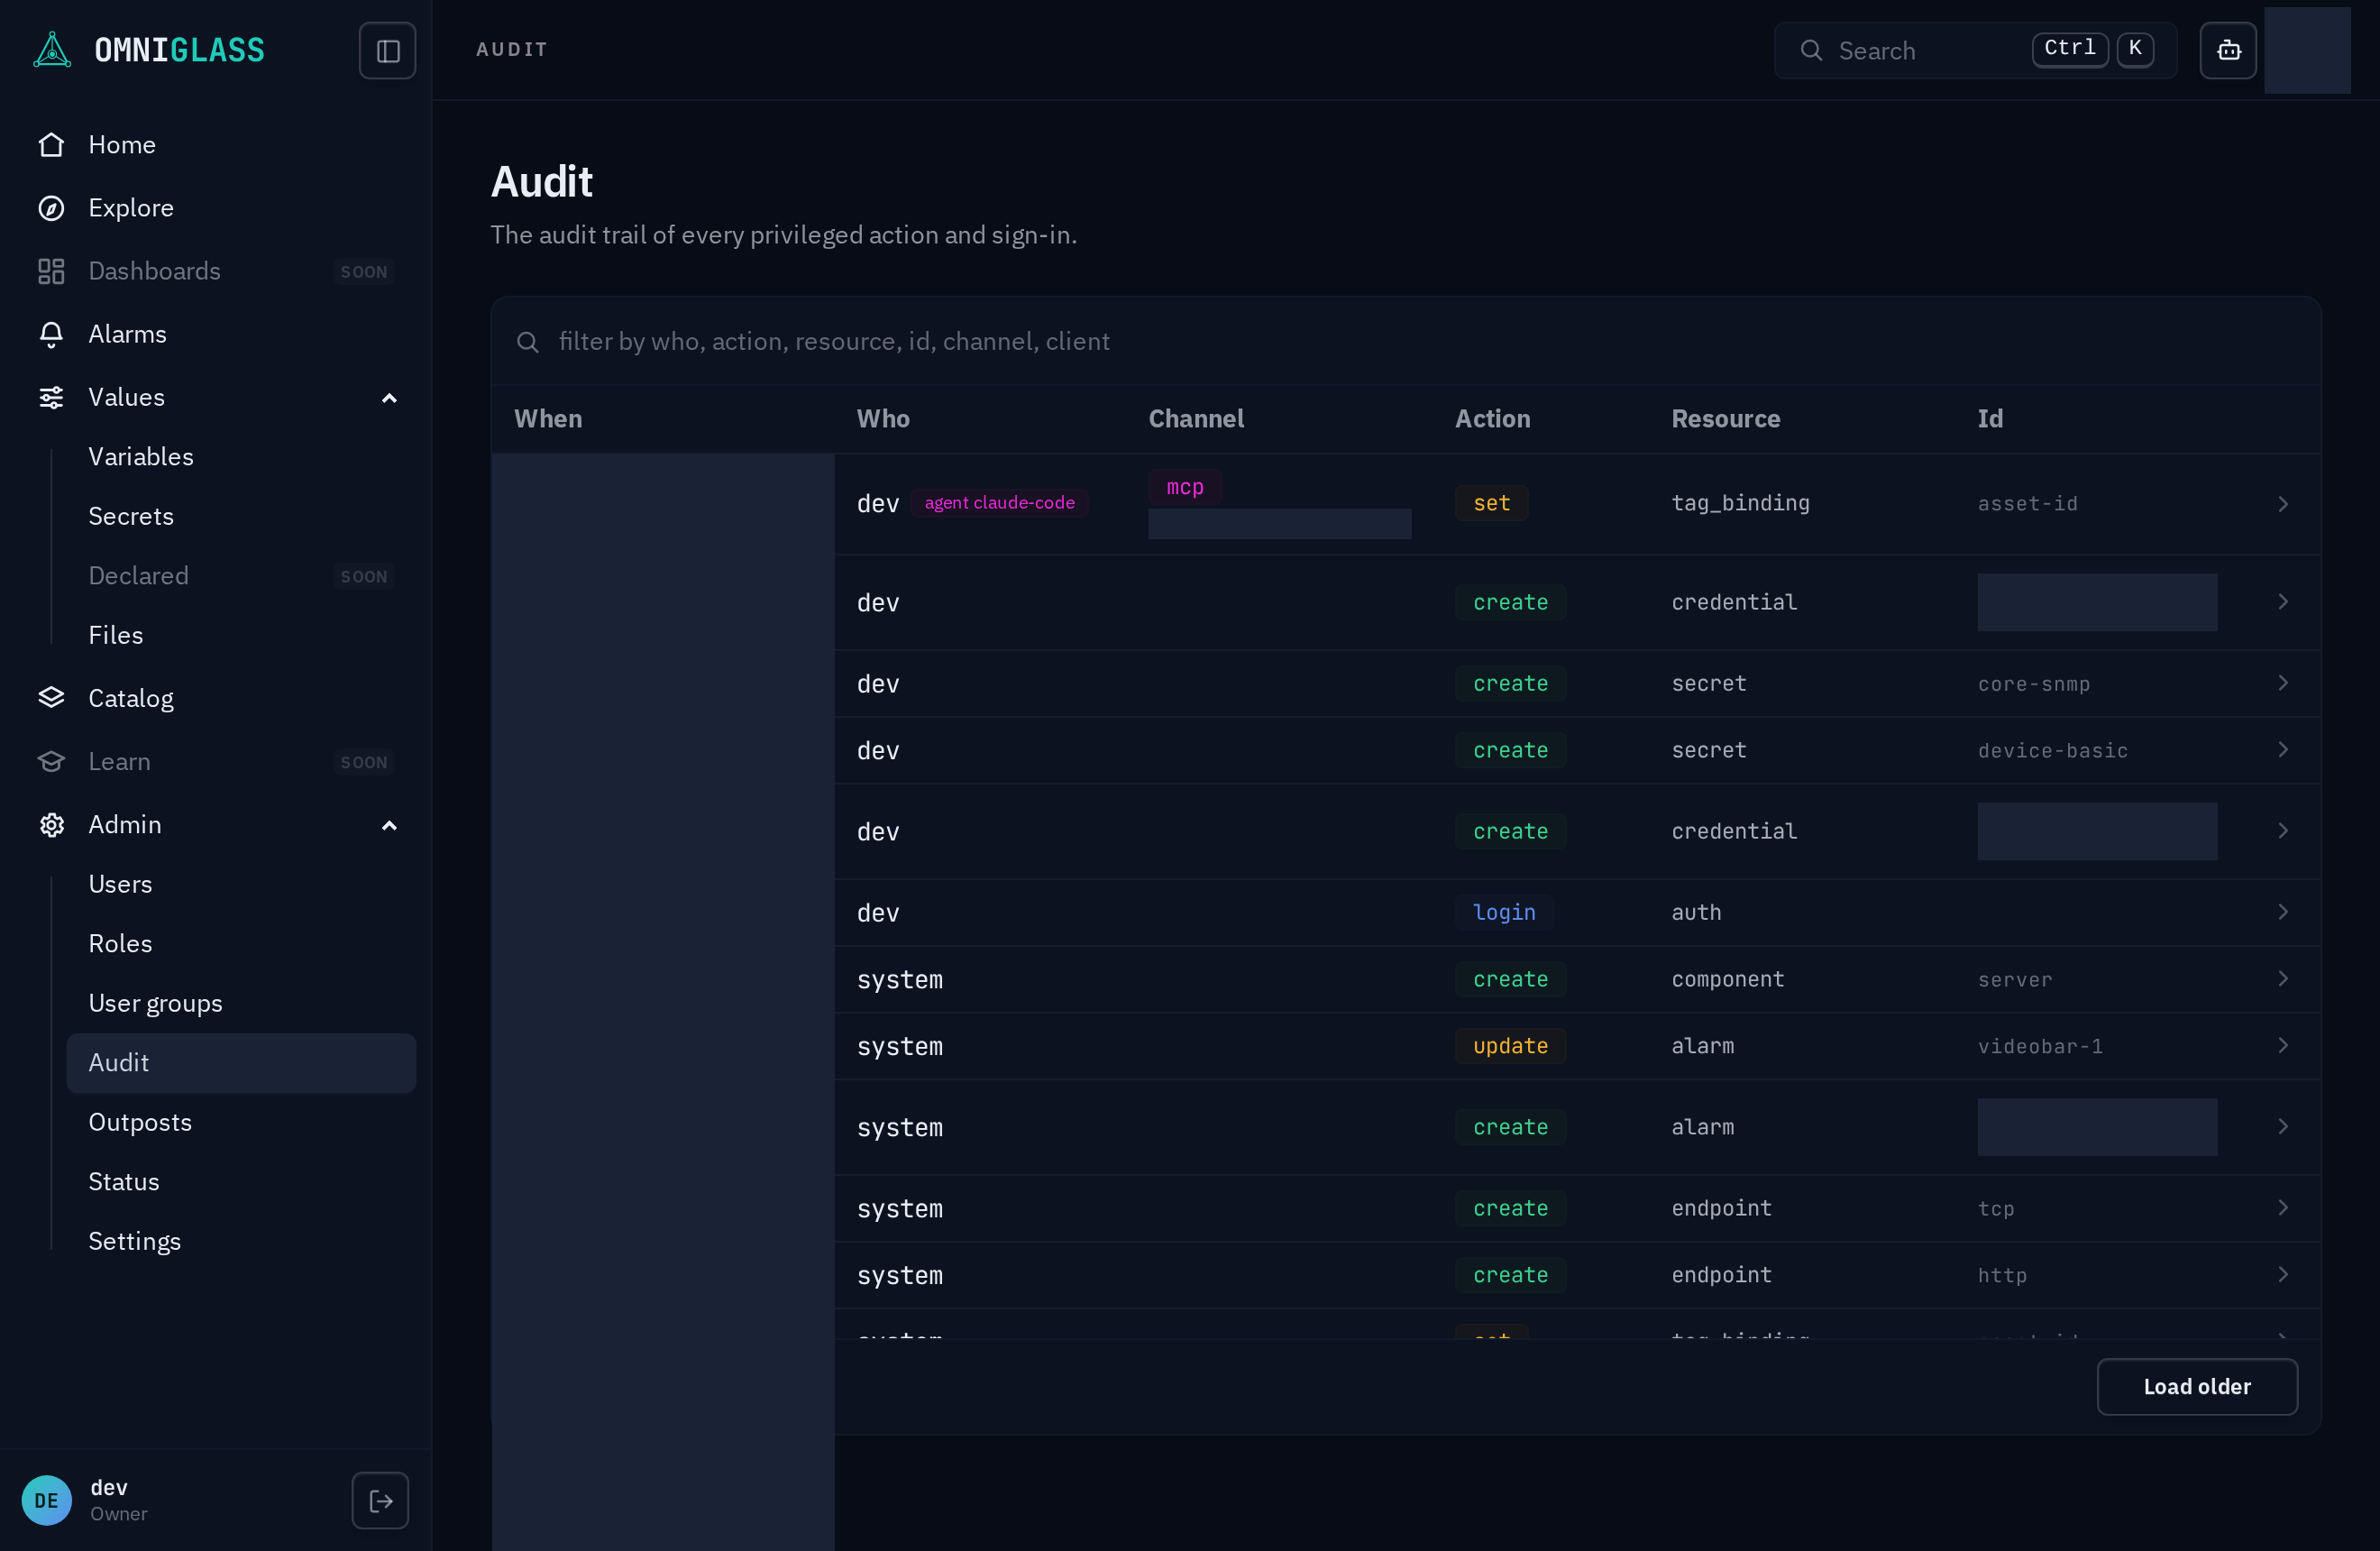 OMNIGLASS
AUDIT
Search Ctrl K
Home
Explore
Dashboards SOON
Alarms
Values
Variables
Secrets
Declared SOON
Files
Catalog
Learn SOON
Admin
Users
Roles
User groups
Audit
Outposts
Status
Settings
DE dev
Owner
Audit
The audit trail of every privileged action and sign-in.
filter by who, action, resource, id, channel, client
When Who Channel Action Resource Id
dev agent claude-code mcp set tag_binding asset-id
dev create credential
dev create secret core-snmp
dev create secret device-basic
dev create credential
dev login auth
system create component server
system update alarm videobar-1
system create alarm
system create endpoint tcp
system create endpoint http
Load older